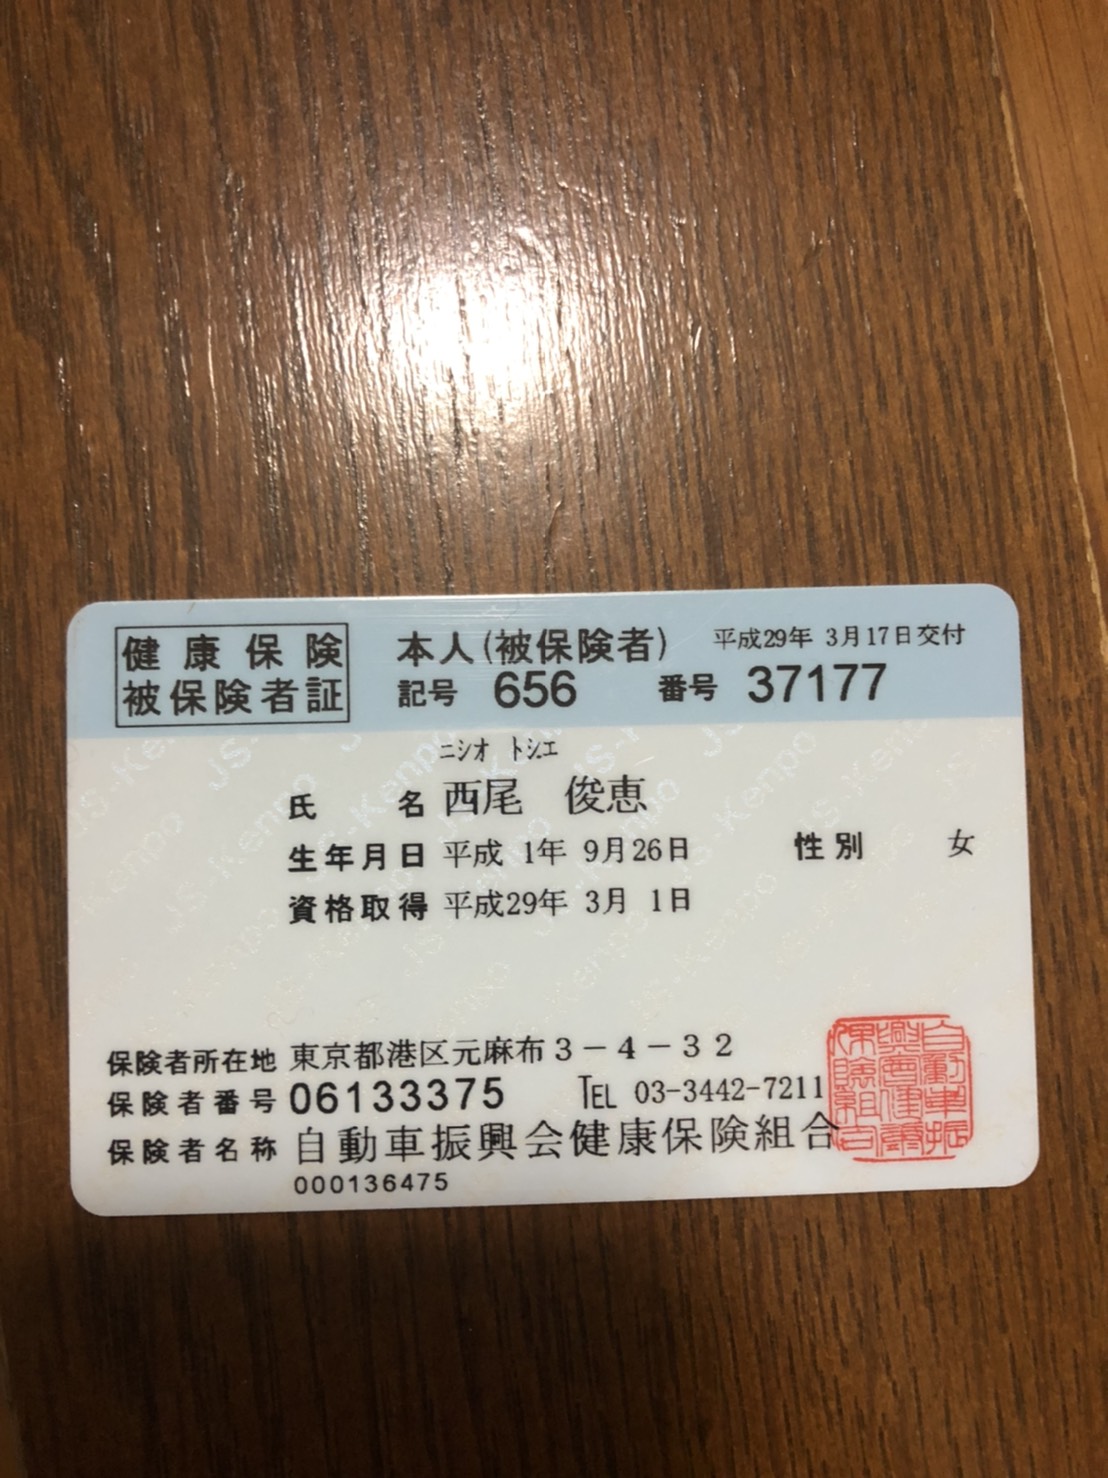 健康保険
被保険者証
本人(被保険者) 平成29年 3月17日交付
記号 656 番号 37177
ニシオ トシエ
氏名 西尾 俊恵
生年月日 平成 1年 9月26日 性別 女
資格取得 平成29年 3月 1日
保険者所在地 東京都港区元麻布3-4-32
保険者番号 06133375 TEL 03-3442-7211
保険者名称 自動車振興会健康保険組合
000136475
JS-Kenpo